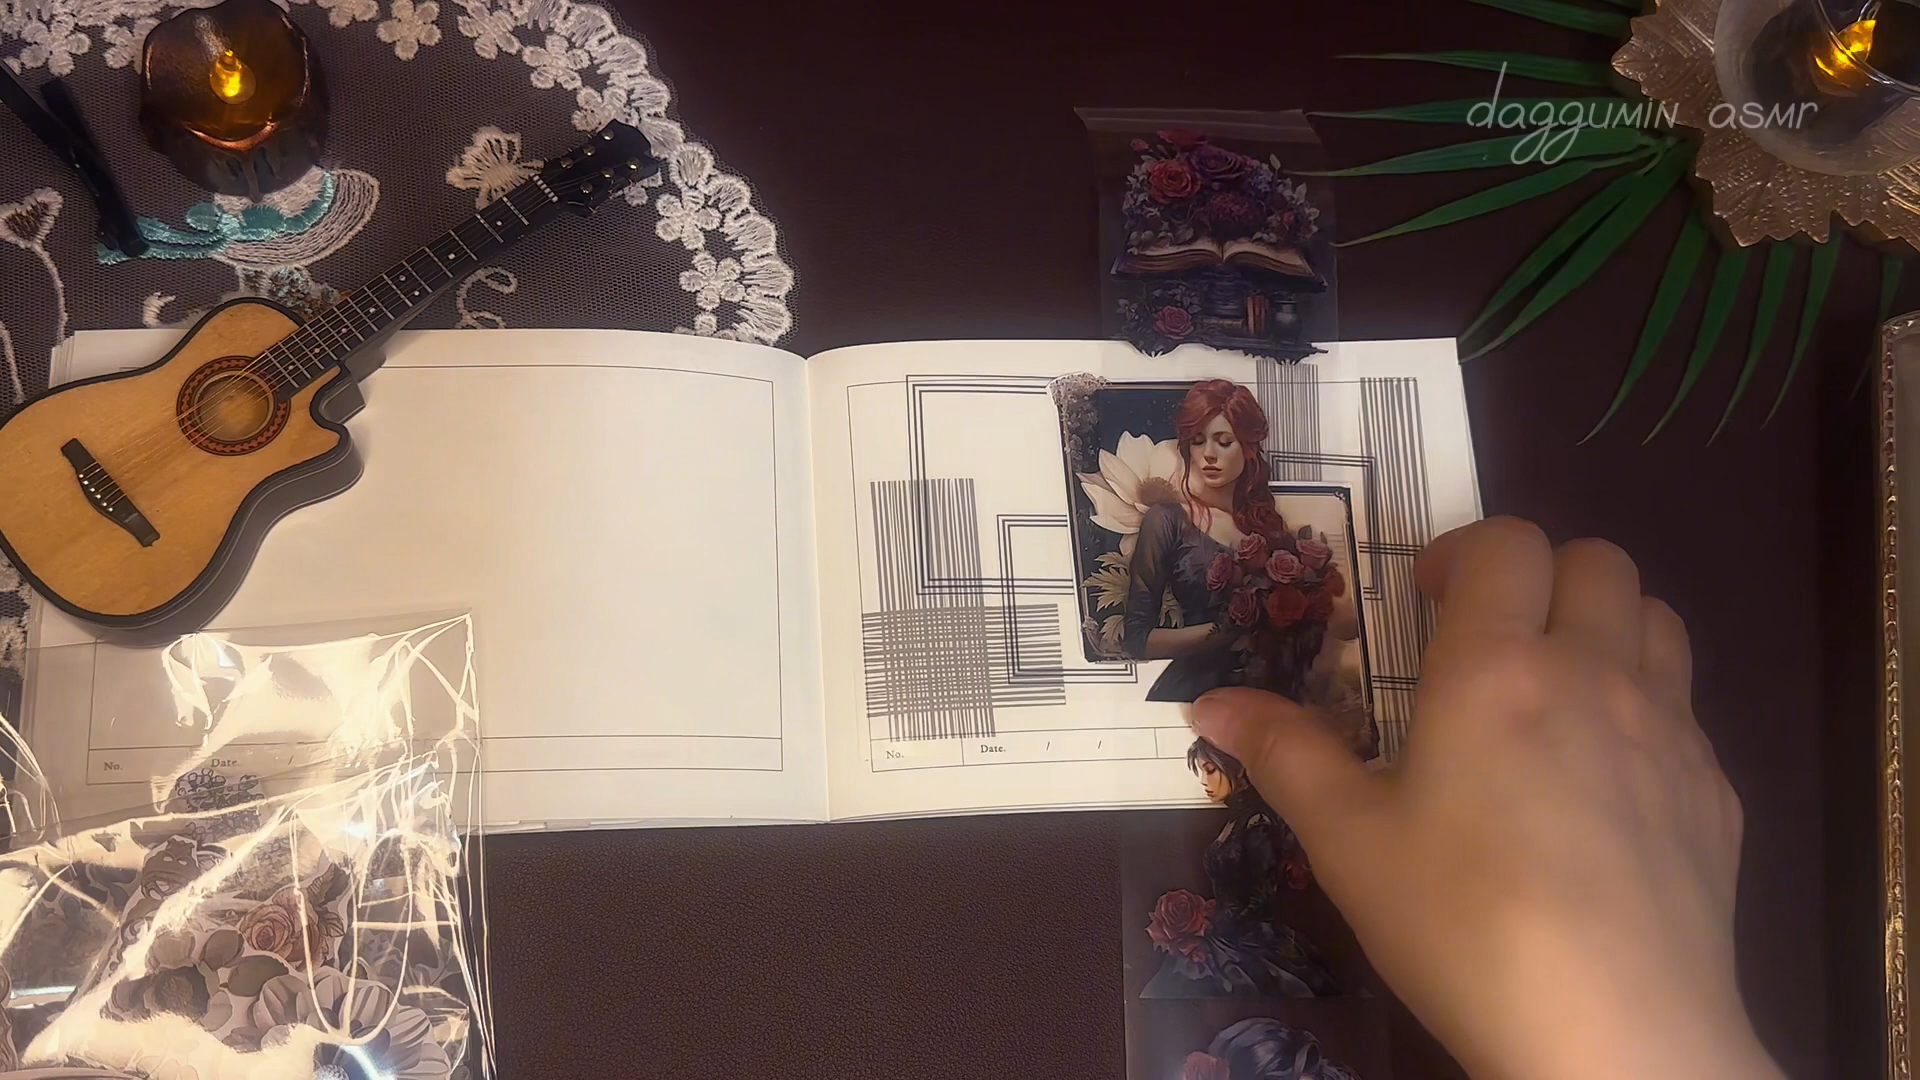 daggumin asmr
No.
Date. /
No.
Date. / /